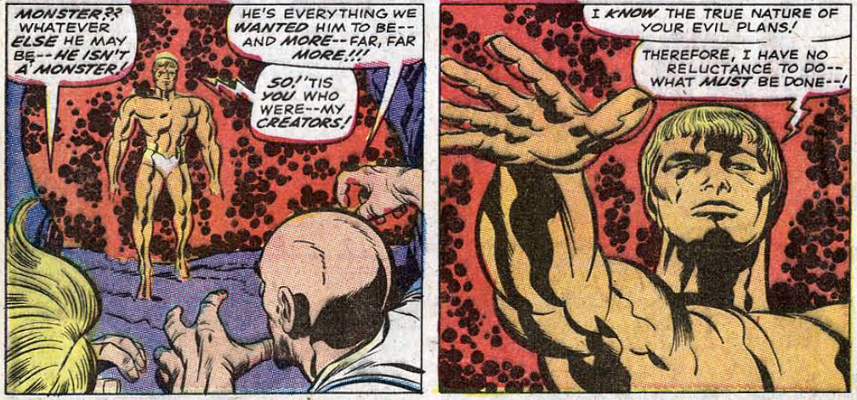 MONSTER??
WHATEVER
ELSE HE MAY
BE--HE ISN'T
A MONSTER.
HE'S EVERYTHING WE
WANTED HIM TO BE--
AND MORE--FAR, FAR
MORE!!!
SO! 'TIS
YOU WHO
WERE--MY
CREATORS!
I KNOW THE TRUE NATURE OF
YOUR EVIL PLANS!
THEREFORE, I HAVE NO
RELUCTANCE TO DO--
WHAT MUST BE DONE--!